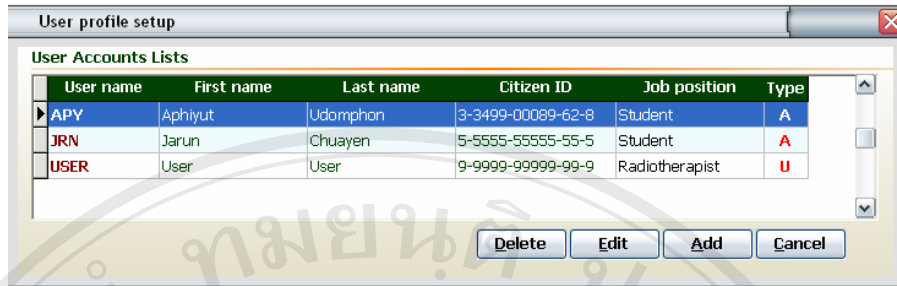 User profile setup
User Accounts Lists
User name First name Last name Citizen ID Job position Type
APY Aphiyut Udomphon 3-3499-00089-62-8 Student A
JRN Jarun Chuayen 5-5555-55555-55-5 Student A
USER User User 9-9999-99999-99-9 Radiotherapist U
Delete Edit Add Cancel